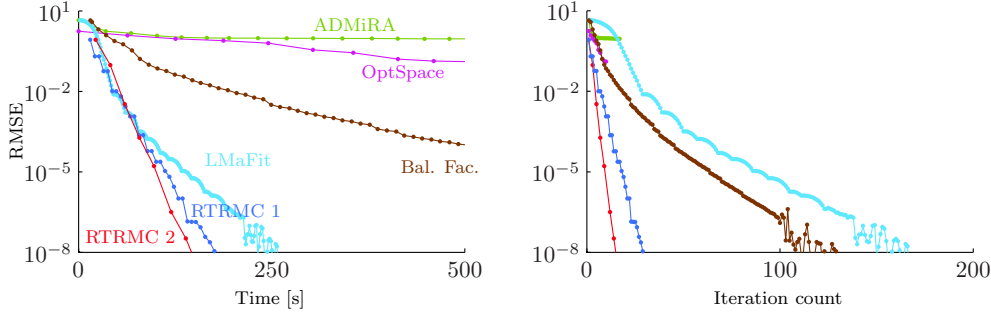 10^1
10^-2
10^-5
10^-8
RMSE
0
250
500
Time [s]
ADMiRA
OptSpace
Bal. Fac.
LMaFit
RTRMC 1
RTRMC 2
10^1
10^-2
10^-5
10^-8
0
100
200
Iteration count